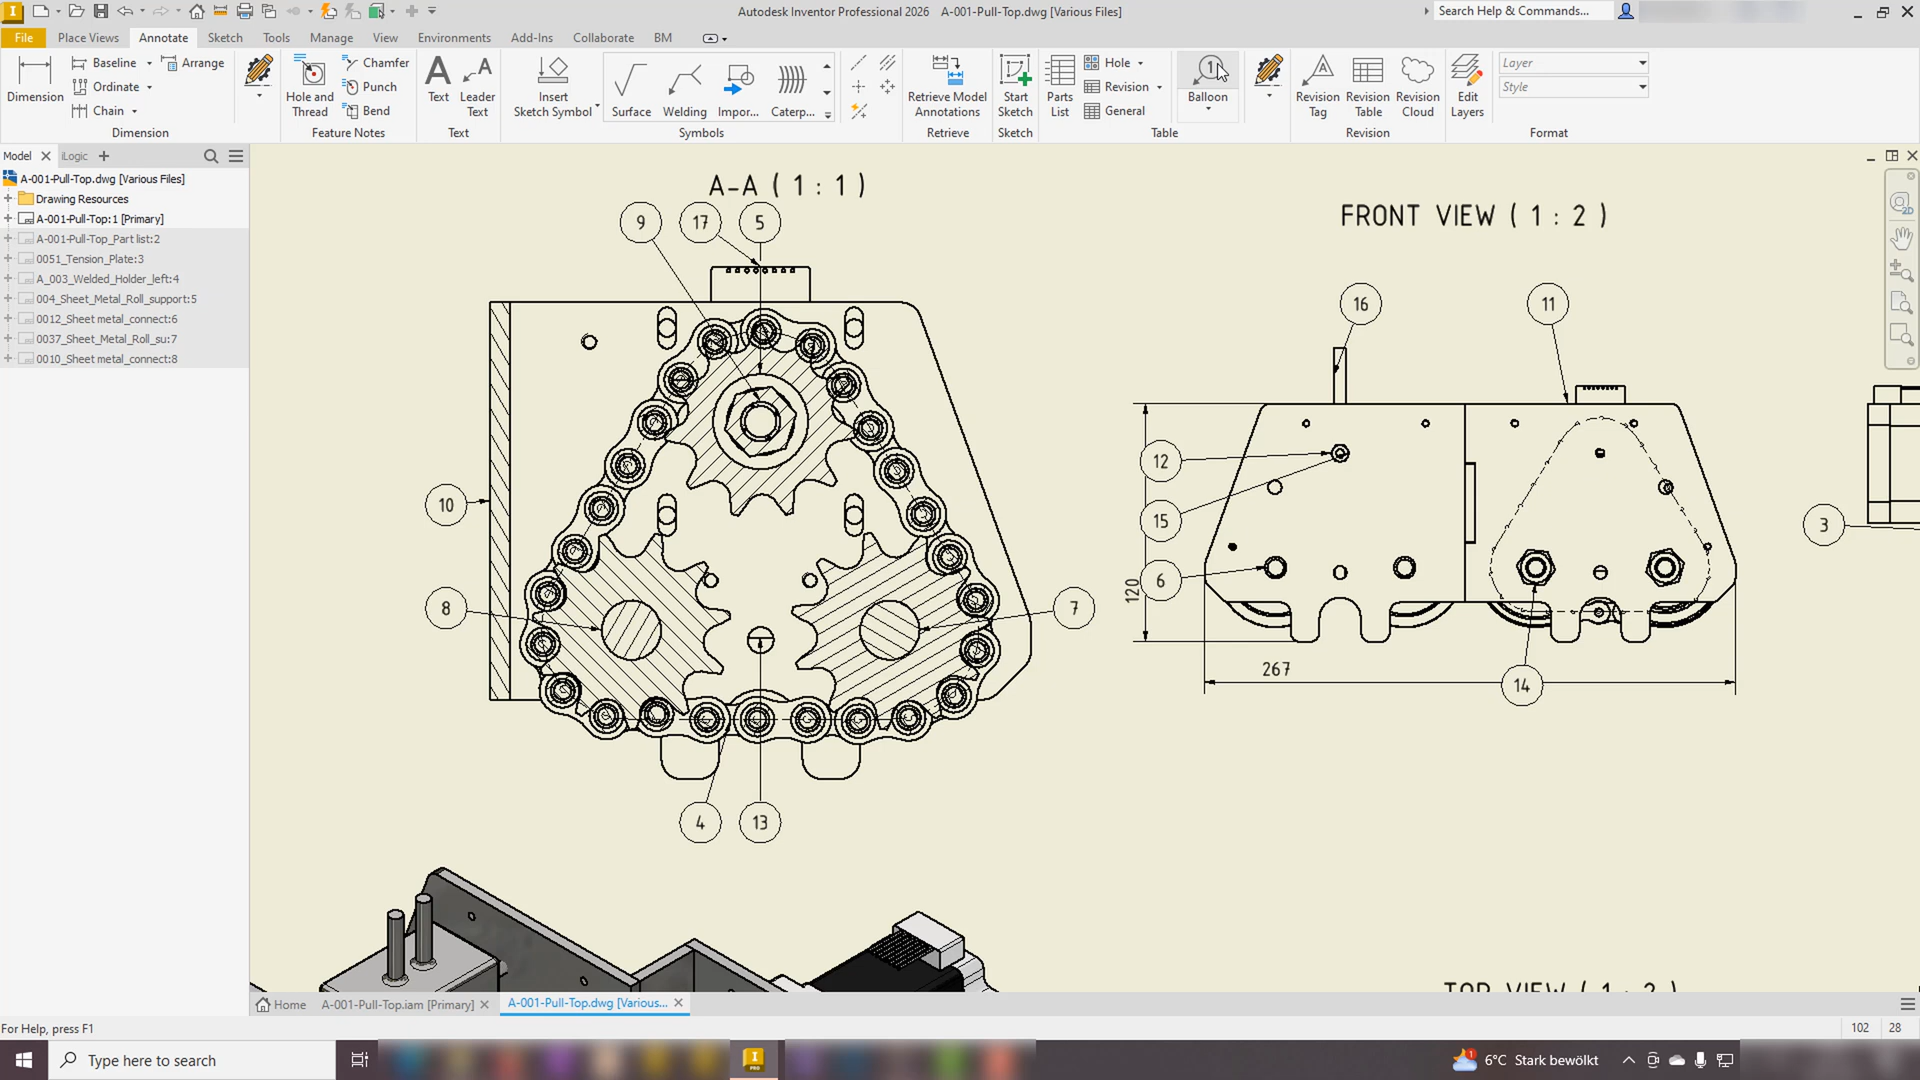 Autodesk Inventor Professional 2026 A-001-Pull-Top.dwg [Various Files]
Search Help & Commands...
File Place Views Annotate Sketch Tools Manage View Environments Add-Ins Collaborate BM
Dimension
Baseline
Ordinate
Chain
Arrange
Dimension
Hole and
Thread
Chamfer
Punch
Bend
Feature Notes
Text
Leader
Text
Text
Insert
Sketch Symbol
Surface Welding Impor... Caterp...
Symbols
Retrieve Model
Annotations
Retrieve
Start
Sketch
Sketch
Parts
List
Hole
Revision
General
Balloon
Table
Revision
Tag
Revision
Table
Revision
Cloud
Revision
Edit
Layers
Layer
Style
Format
Model iLogic
A-001-Pull-Top.dwg [Various Files]
Drawing Resources
A-001-Pull-Top:1 [Primary]
A-001-Pull-Top_Part list:2
0051_Tension_Plate:3
A_003_Welded_Holder_left:4
004_Sheet_Metal_Roll_support:5
0012_Sheet metal_connect:6
0037_Sheet_Metal_Roll_su:7
0010_Sheet metal_connect:8
A-A ( 1 : 1 )
9 17 5
10
8
7
4 13
FRONT VIEW ( 1 : 2 )
16 11
12
15
6
120
267
14
3
TOP VIEW ( 1 : 2 )
2D
Home A-001-Pull-Top.iam [Primary] A-001-Pull-Top.dwg [Various...
For Help, press F1
102 28
Type here to search
PRO
6°C Stark bewölkt